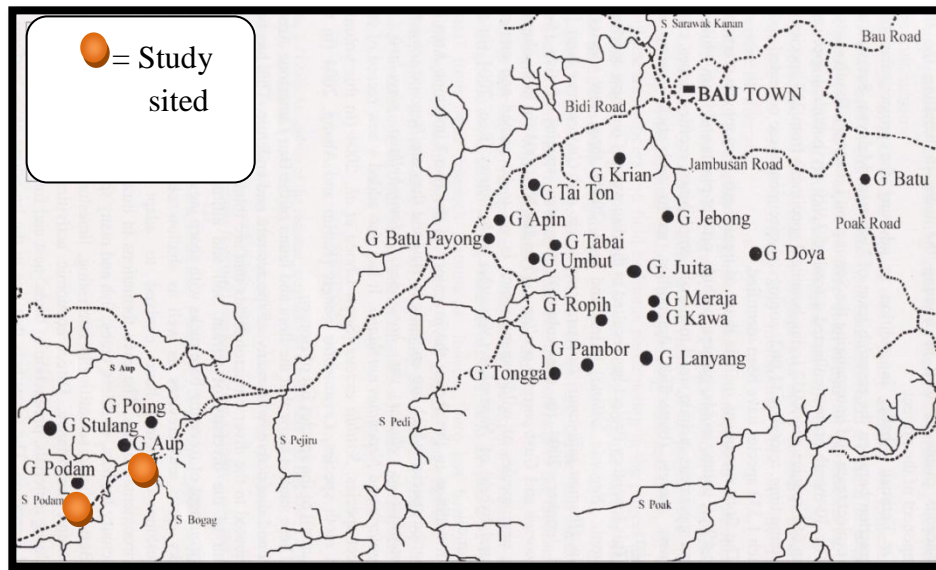 = Study
sited
S Sarawak Kanan
Bau Road
BAU TOWN
Bidi Road
Jambusan Road
G Krian
G Batu
G Tai Ton
G Apin
G Jebong
Poak Road
G Batu Payong
G Tabai
G Doya
G Umbut
G. Juita
G Meraja
G Ropih
G Kawa
G Pambor
G Lanyang
G Tongga
S Aup
G Poing
G Stulang
S Pejiru
S Pedi
G Aup
G Podam
S Podam
S Bogag
S Poak